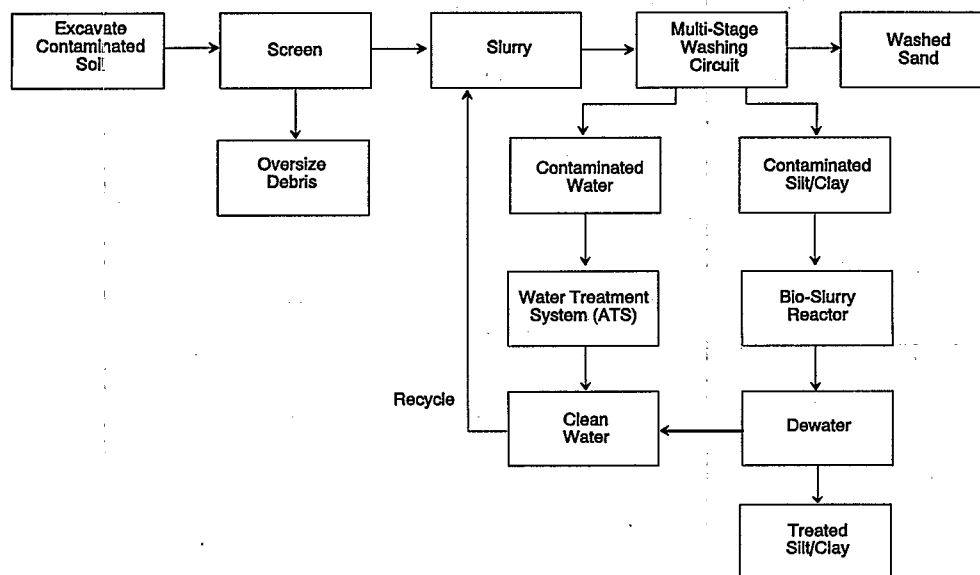 Excavate
Contaminated
Soil
Screen
Slurry
Multi-Stage
Washing
Circuit
Washed
Sand
Oversize
Debris
Contaminated
Water
Contaminated
Silt/Clay
Water Treatment
System (ATS)
Bio-Slurry
Reactor
Recycle
Clean
Water
Dewater
Treated
Silt/Clay